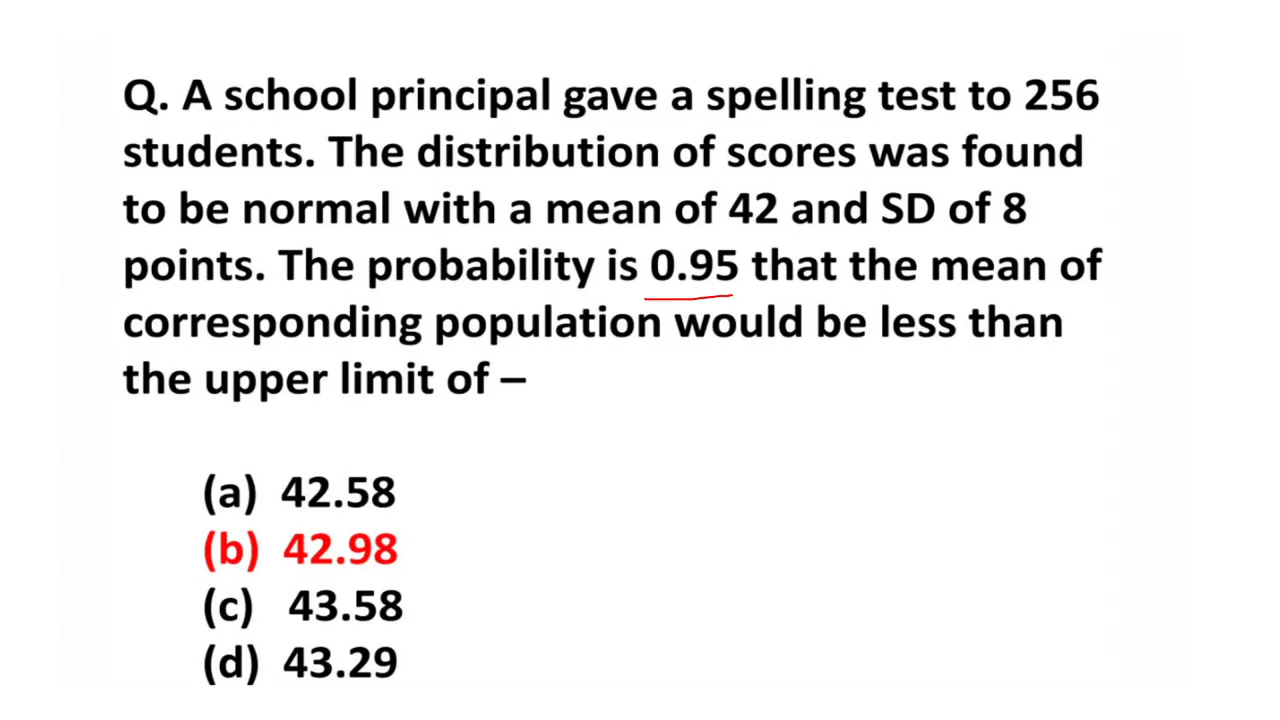 Q. A school principal gave a spelling test to 256
students. The distribution of scores was found
to be normal with a mean of 42 and SD of 8
points. The probability is 0.95 that the mean of
corresponding population would be less than
the upper limit of –
(a) 42.58
(b) 42.98
(c) 43.58
(d) 43.29